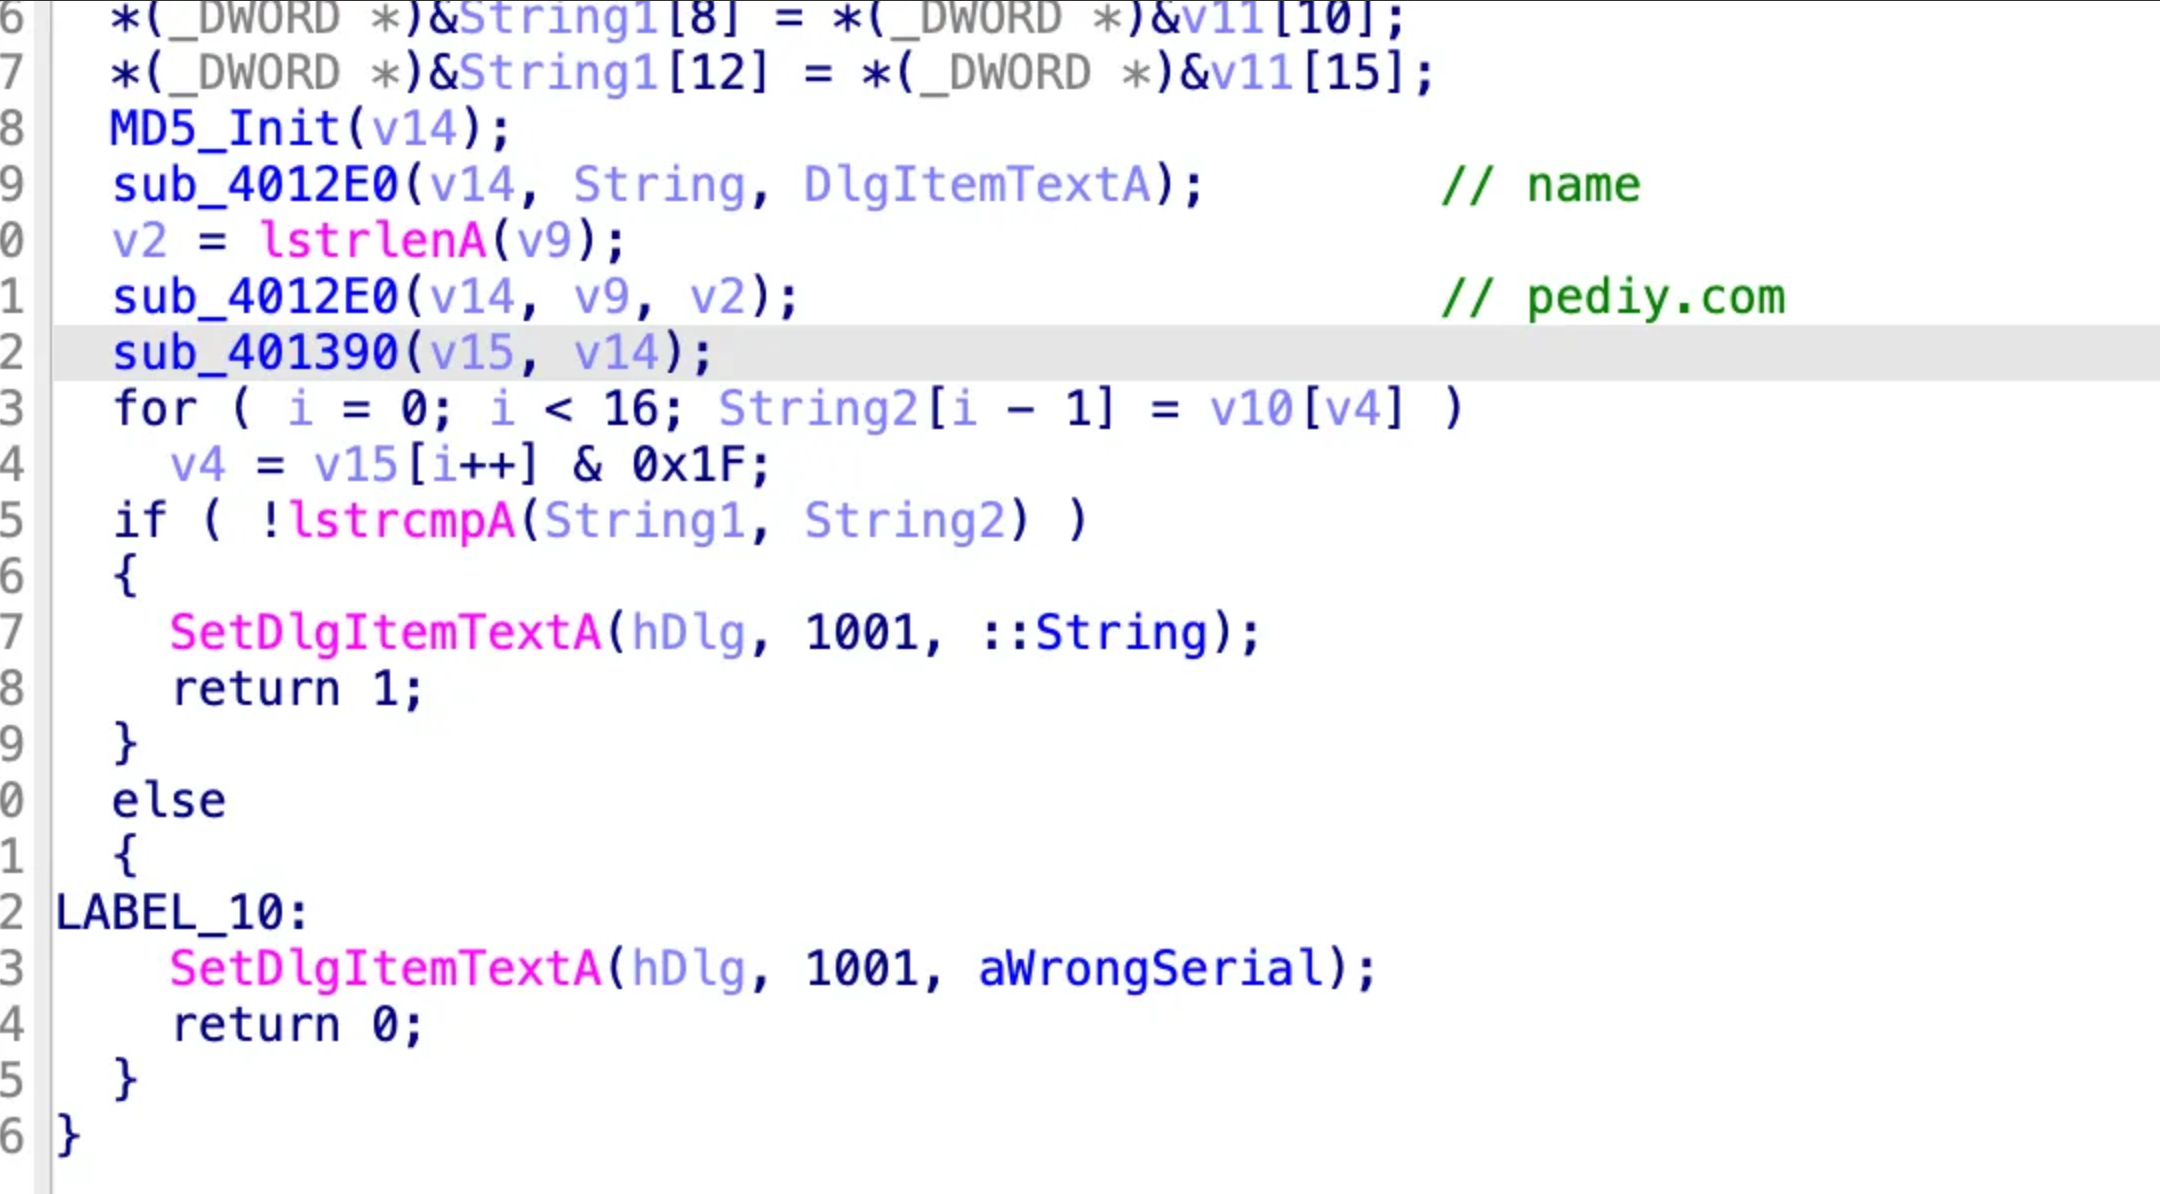 6 *(_DWORD *)&String1[8] = *(_DWORD *)&v11[10];
7 *(_DWORD *)&String1[12] = *(_DWORD *)&v11[15];
8 MD5_Init(v14);
9 sub_4012E0(v14, String, DlgItemTextA); // name
0 v2 = lstrlenA(v9);
1 sub_4012E0(v14, v9, v2); // pediy.com
2 sub_401390(v15, v14);
3 for ( i = 0; i < 16; String2[i - 1] = v10[v4] )
4 v4 = v15[i++] & 0x1F;
5 if ( !lstrcmpA(String1, String2) )
6 {
7 SetDlgItemTextA(hDlg, 1001, ::String);
8 return 1;
9 }
0 else
1 {
2 LABEL_10:
3 SetDlgItemTextA(hDlg, 1001, aWrongSerial);
4 return 0;
5 }
6 }